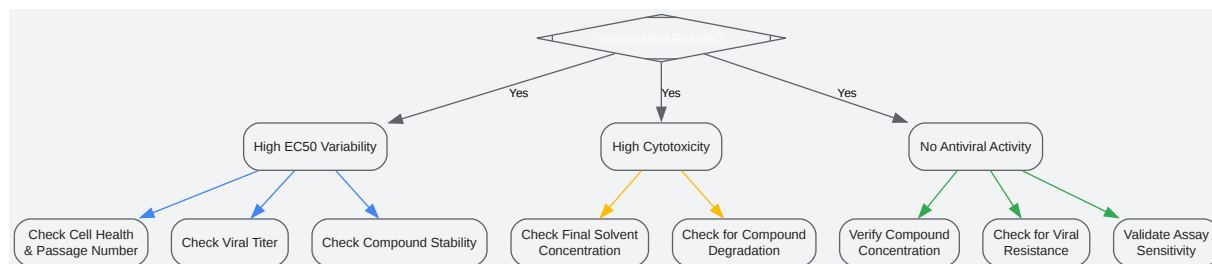 Inconsistent Results?
Yes
Yes
Yes
High EC50 Variability
High Cytotoxicity
No Antiviral Activity
Check Cell Health
& Passage Number
Check Viral Titer
Check Compound Stability
Check Final Solvent
Concentration
Check for Compound
Degradation
Verify Compound
Concentration
Check for Viral
Resistance
Validate Assay
Sensitivity